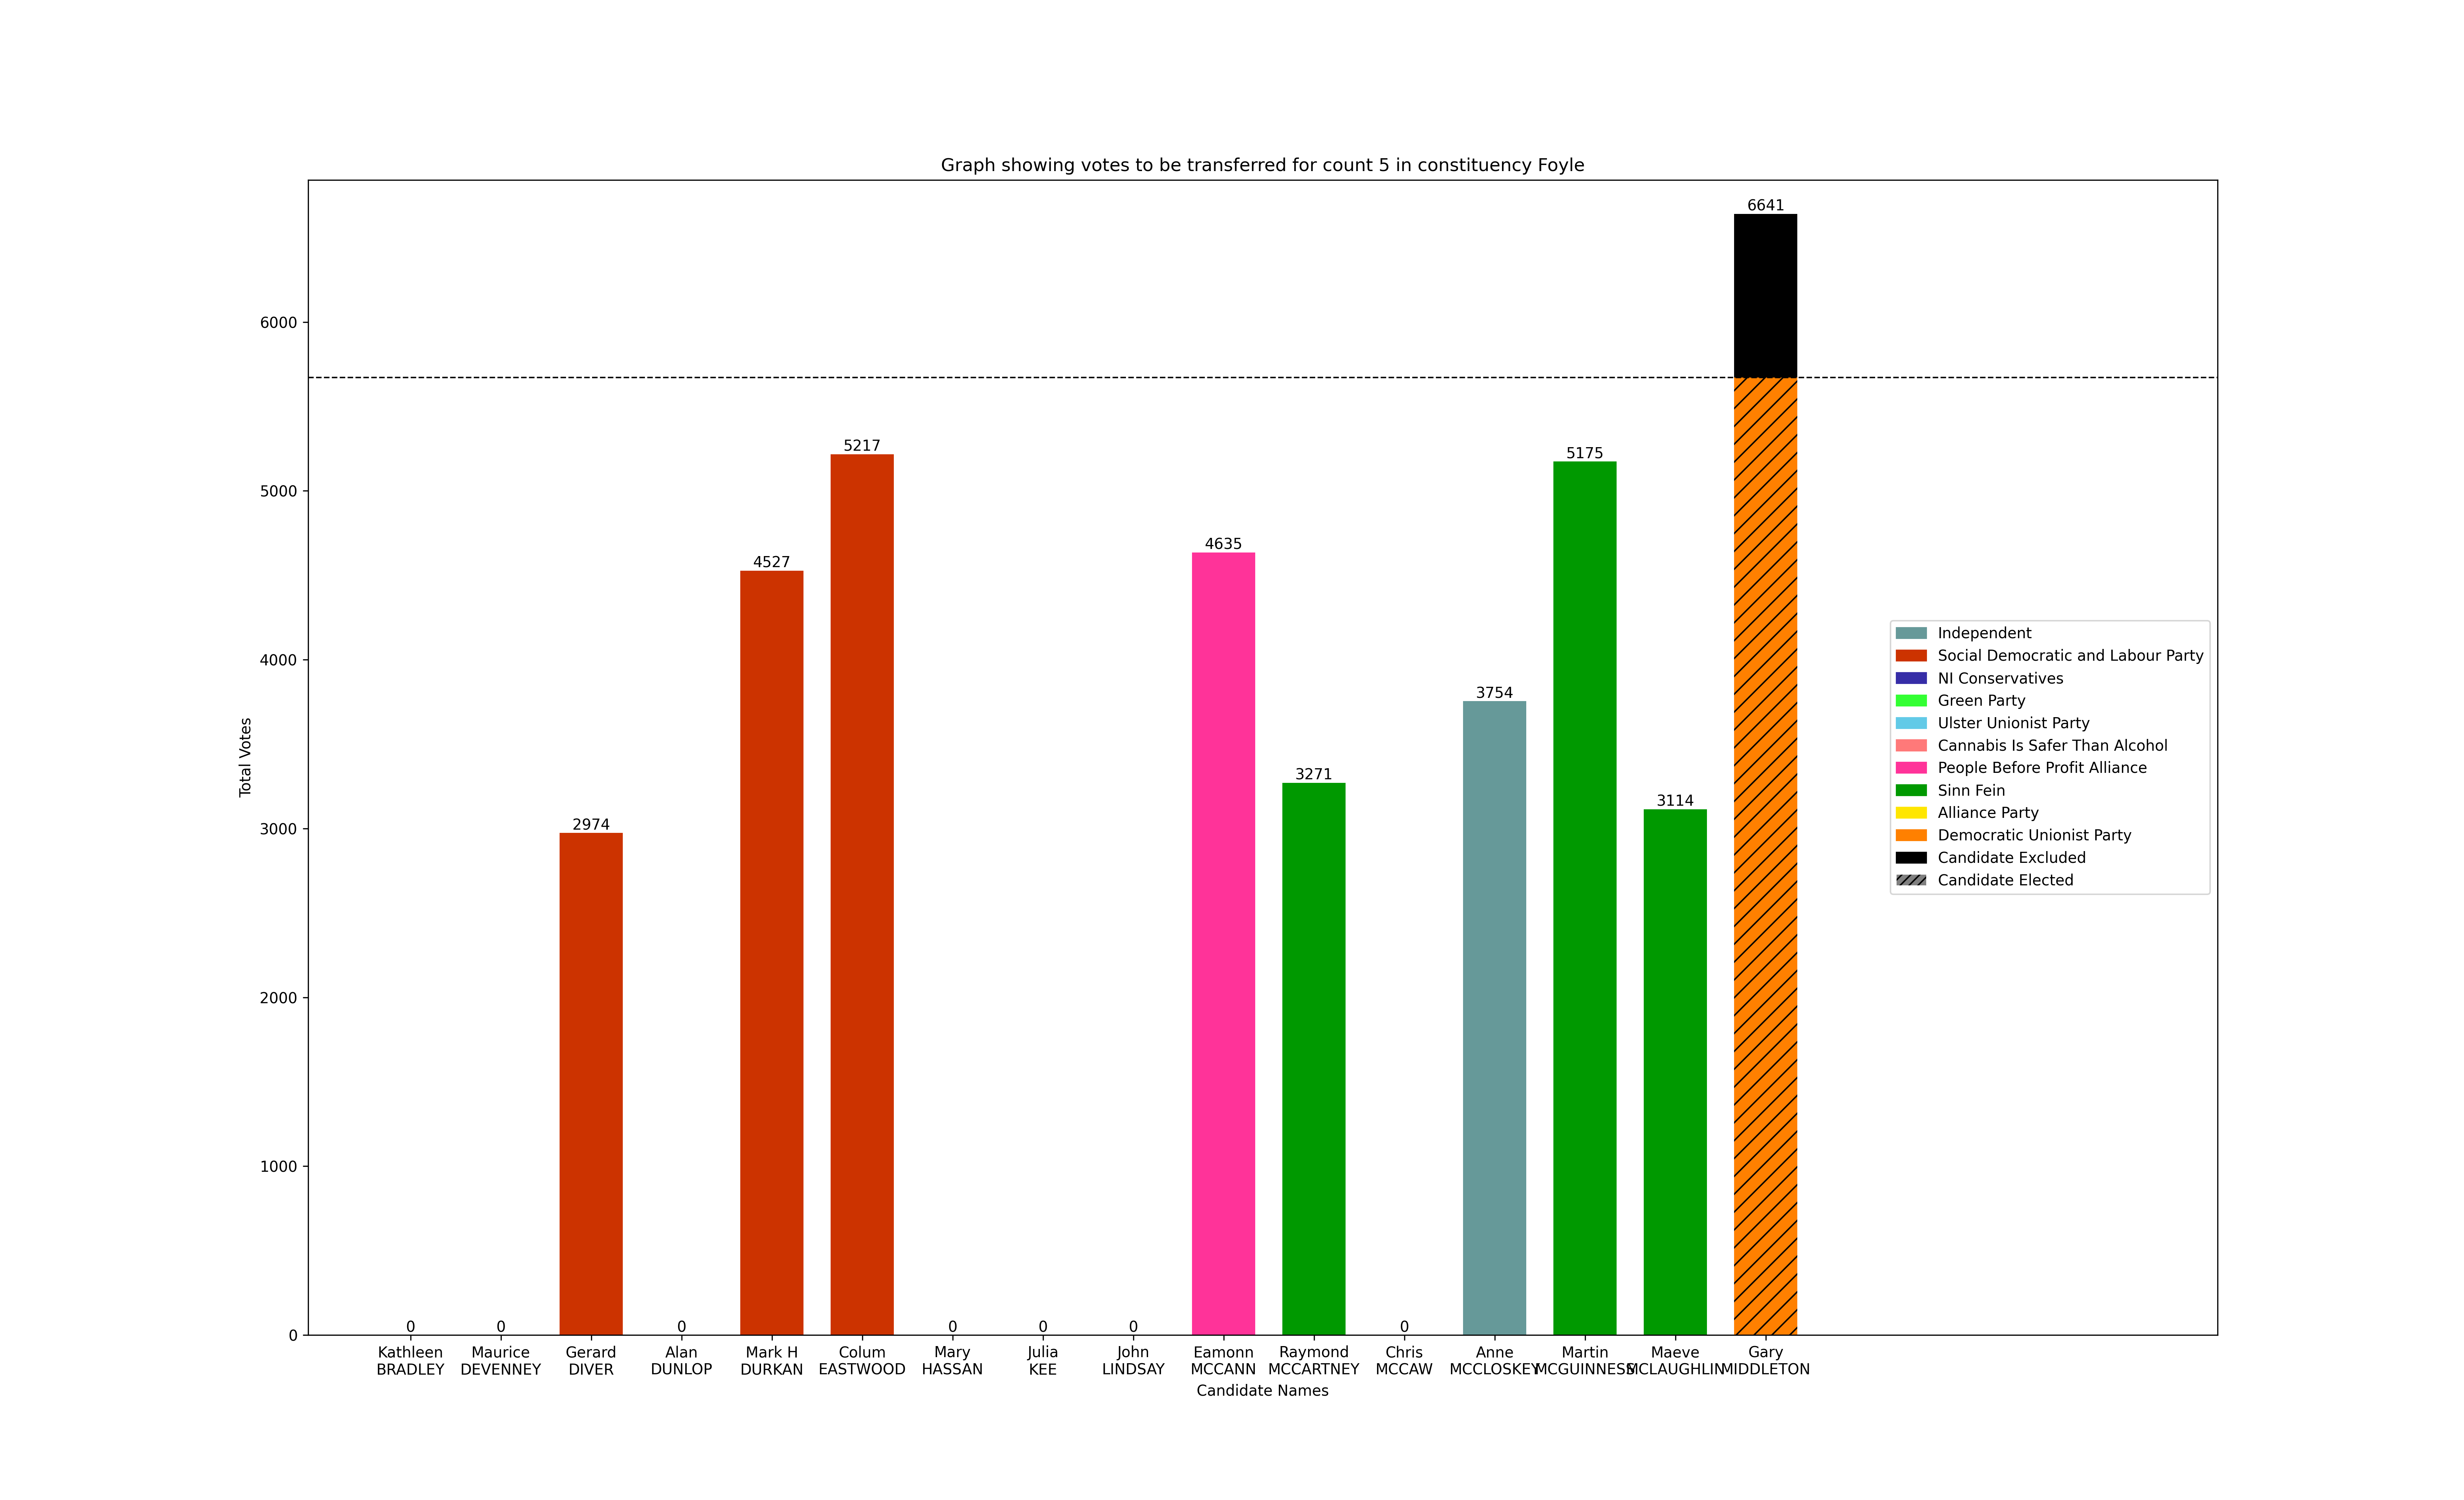 Graph showing votes to be transferred for count 5 in constituency Foyle
6641
6000
5217
5175
5000
4635
4527
4000
3754
3271
3114
3000
2974
2000
1000
0
0 0 0 0 0 0 0
Total Votes
Independent
Social Democratic and Labour Party
NI Conservatives
Green Party
Ulster Unionist Party
Cannabis Is Safer Than Alcohol
People Before Profit Alliance
Sinn Fein
Alliance Party
Democratic Unionist Party
Candidate Excluded
Candidate Elected
Kathleen Maurice Gerard Alan Mark H Colum Mary Julia John Eamonn Raymond Chris Anne Martin Maeve Gary
BRADLEY DEVENNEY DIVER DUNLOP DURKAN EASTWOOD HASSAN KEE LINDSAY MCCANN MCCARTNEY MCCAW MCCLOSKEY MCGUINNESS MCLAUGHLIN MIDDLETON
Candidate Names